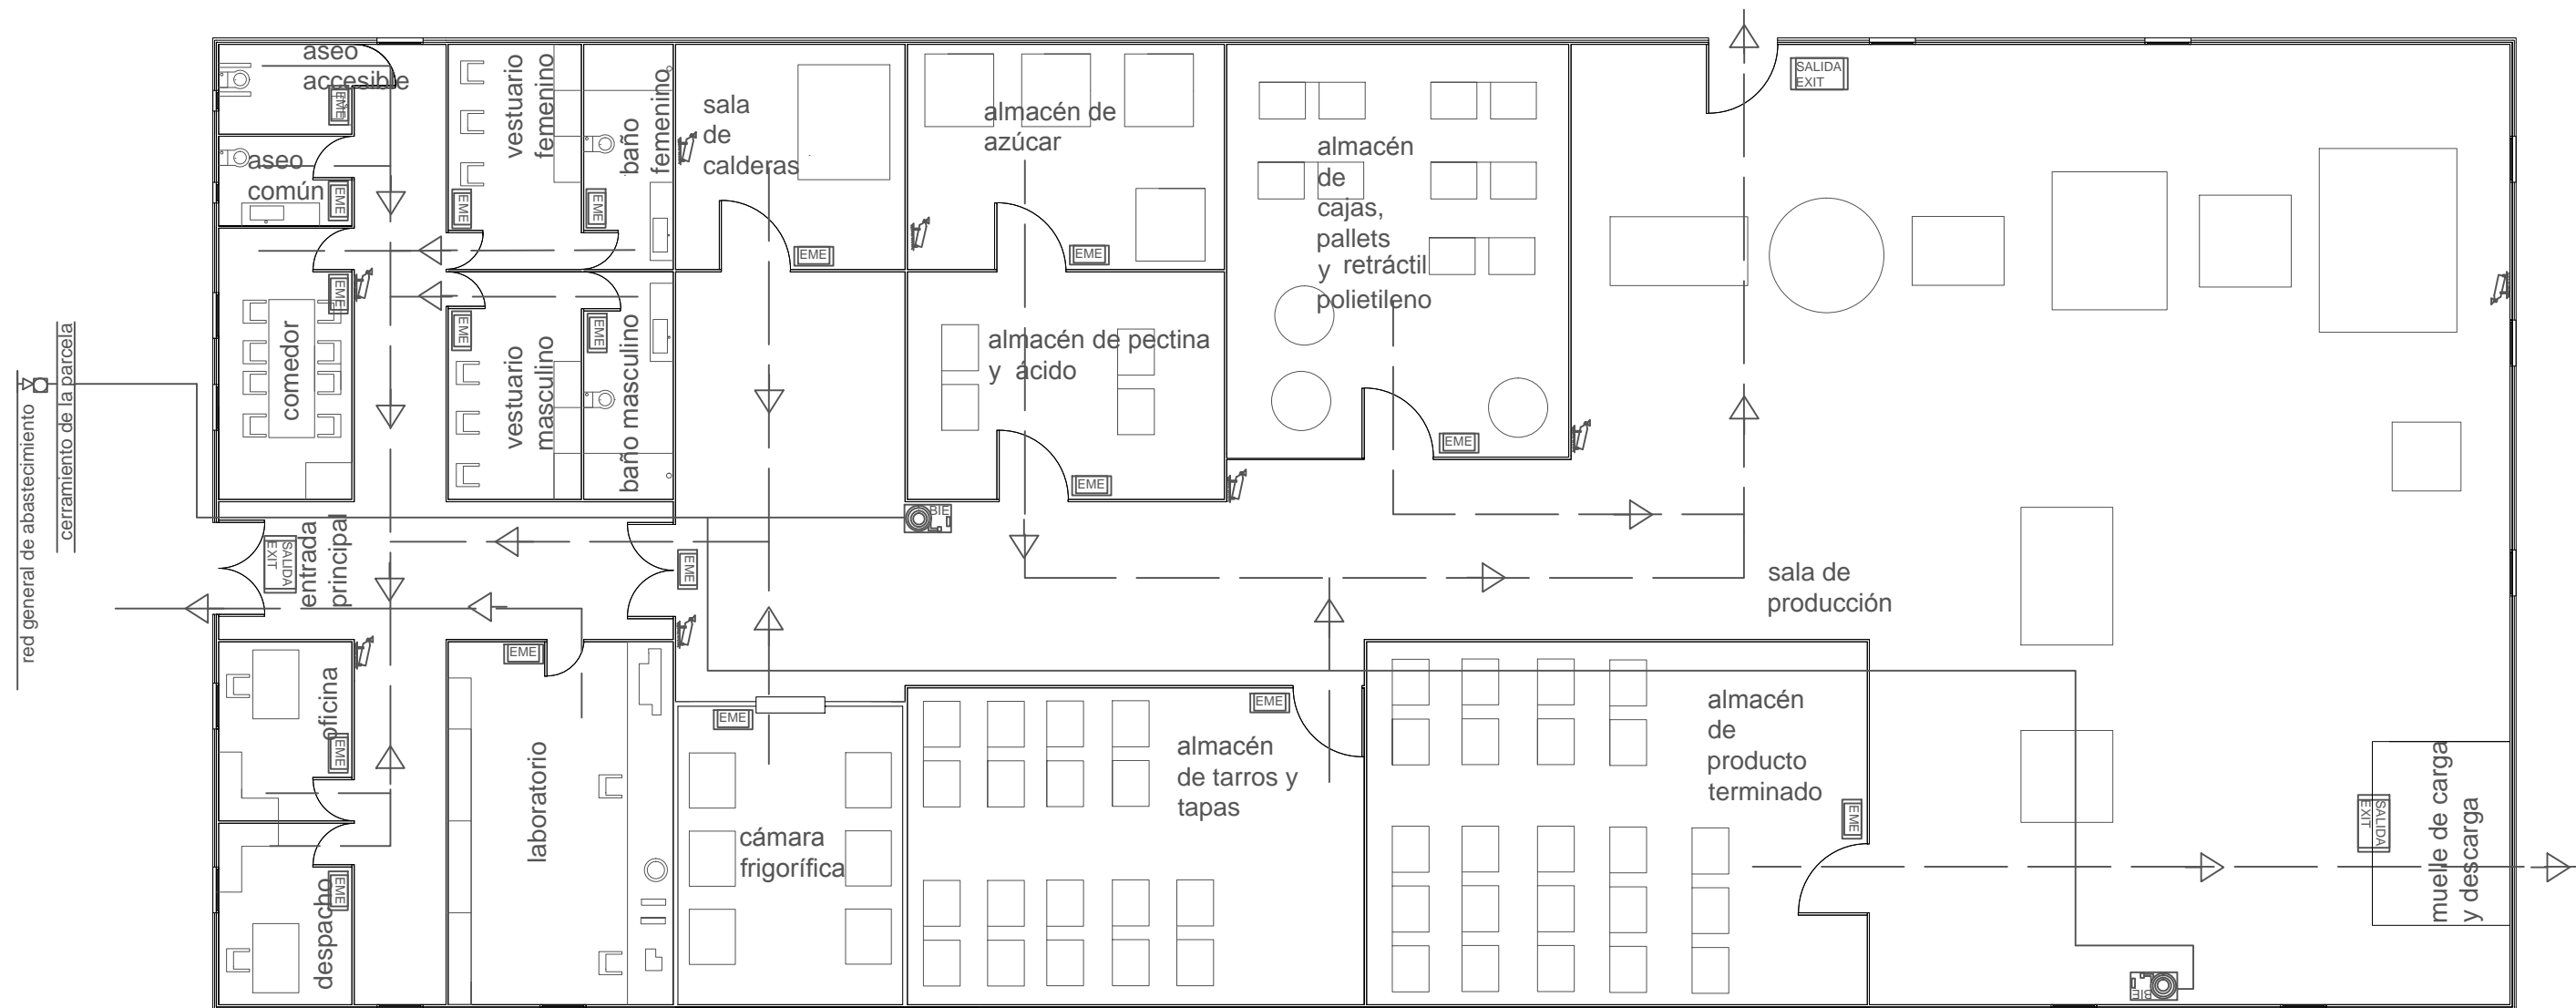 aseo
accesible
EME
aseo
común
EME
vestuario
femenino
EME
baño
femenino
EME
sala
de
calderas
EME
almacén de
azúcar
EME
almacén
de
cajas,
pallets
y retráctil
polietileno
EME
SALIDA
EXIT
comedor
EME
vestuario
masculino
EME
baño masculino
EME
almacén de pectina
y ácido
EME
red general de abastecimiento
cerramiento de la parcela
entrada
principal
SALIDA
EXIT
EME
BIE
sala de
producción
oficina
EME
despacho
EME
laboratorio
EME
cámara
frigorífica
EME
almacén
de tarros y
tapas
EME
almacén
de
producto
terminado
EME
muelle de carga
y descarga
SALIDA
EXIT
BIE